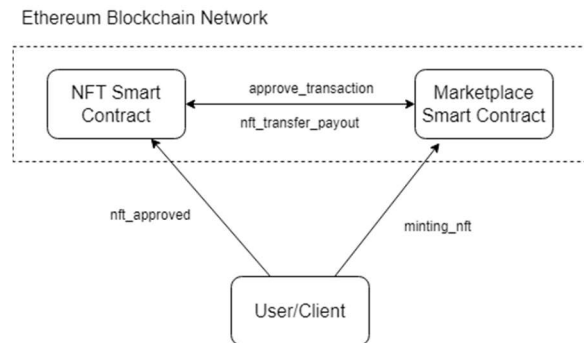 Ethereum Blockchain Network
NFT Smart
Contract
approve_transaction
nft_transfer_payout
Marketplace
Smart Contract
nft_approved
minting_nft
User/Client